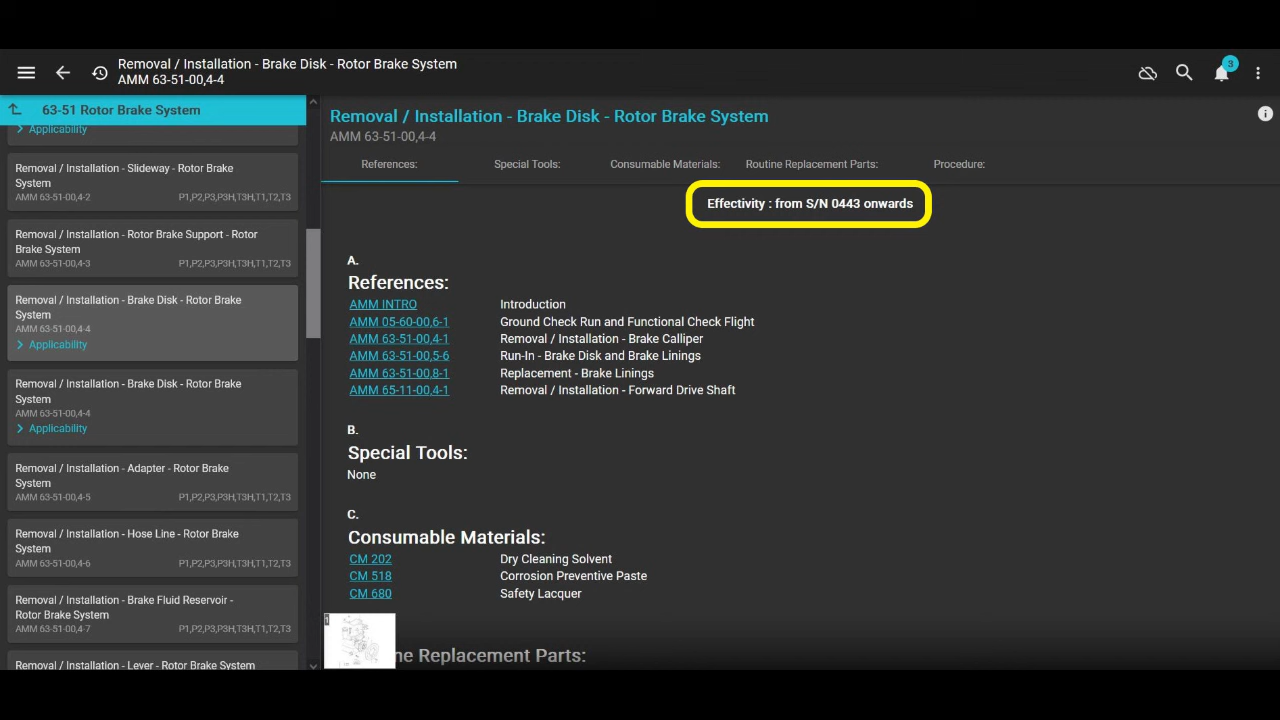 Removal / Installation - Brake Disk - Rotor Brake System
AMM 63-51-00,4-4
3
63-51 Rotor Brake System
Applicability
Removal / Installation - Slideway - Rotor Brake
System
AMM 63-51-00,4-2 P1,P2,P3,P3H,T3H,T1,T2,T3
Removal / Installation - Rotor Brake Support - Rotor
Brake System
AMM 63-51-00,4-3 P1,P2,P3,P3H,T3H,T1,T2,T3
Removal / Installation - Brake Disk - Rotor Brake
System
AMM 63-51-00,4-4
Applicability
Removal / Installation - Brake Disk - Rotor Brake
System
AMM 63-51-00,4-4
Applicability
Removal / Installation - Adapter - Rotor Brake
System
AMM 63-51-00,4-5 P1,P2,P3,P3H,T3H,T1,T2,T3
Removal / Installation - Hose Line - Rotor Brake
System
AMM 63-51-00,4-6 P1,P2,P3,P3H,T3H,T1,T2,T3
Removal / Installation - Brake Fluid Reservoir -
Rotor Brake System
AMM 63-51-00,4-7 P1,P2,P3,P3H,T3H,T1,T2,T3
Removal / Installation - Lever - Rotor Brake System
Removal / Installation - Brake Disk - Rotor Brake System
AMM 63-51-00,4-4
References: Special Tools: Consumable Materials: Routine Replacement Parts: Procedure:
Effectivity : from S/N 0443 onwards
A.
References:
AMM INTRO Introduction
AMM 05-60-00,6-1 Ground Check Run and Functional Check Flight
AMM 63-51-00,4-1 Removal / Installation - Brake Calliper
AMM 63-51-00,5-6 Run-In - Brake Disk and Brake Linings
AMM 63-51-00,8-1 Replacement - Brake Linings
AMM 65-11-00,4-1 Removal / Installation - Forward Drive Shaft
B.
Special Tools:
None
C.
Consumable Materials:
CM 202 Dry Cleaning Solvent
CM 518 Corrosion Preventive Paste
CM 680 Safety Lacquer
1
ne Replacement Parts: